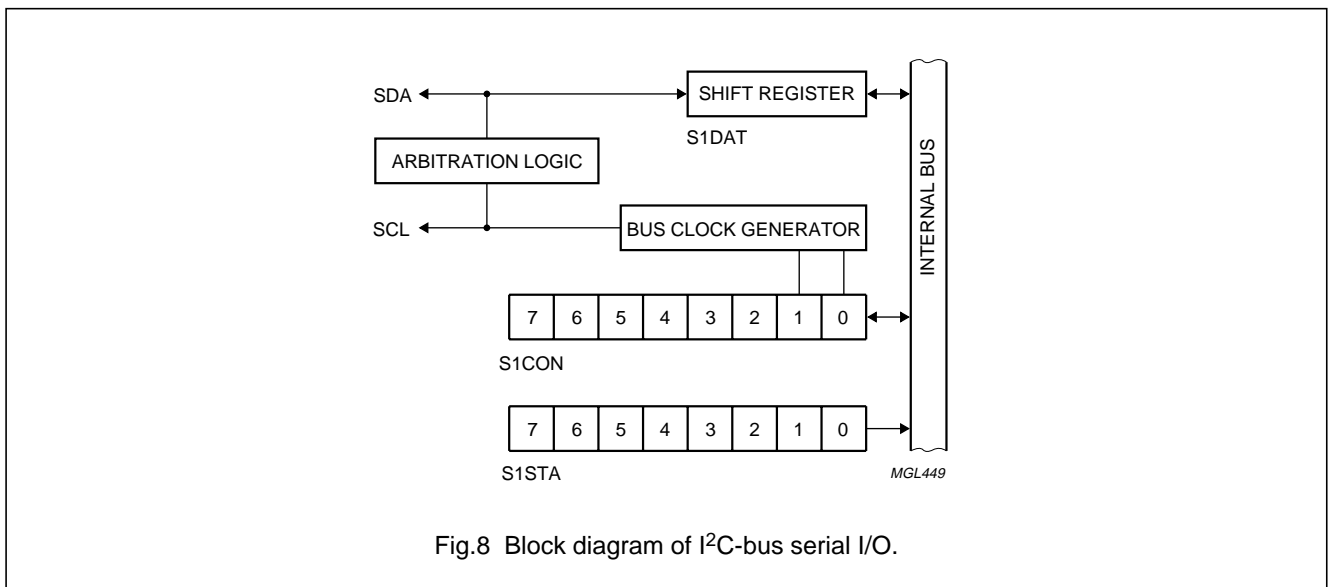 SDA
SHIFT REGISTER
S1DAT
ARBITRATION LOGIC
INTERNAL BUS
SCL
BUS CLOCK GENERATOR
7 6 5 4 3 2 1 0
S1CON
7 6 5 4 3 2 1 0
S1STA
MGL449
Fig.8 Block diagram of I²C-bus serial I/O.